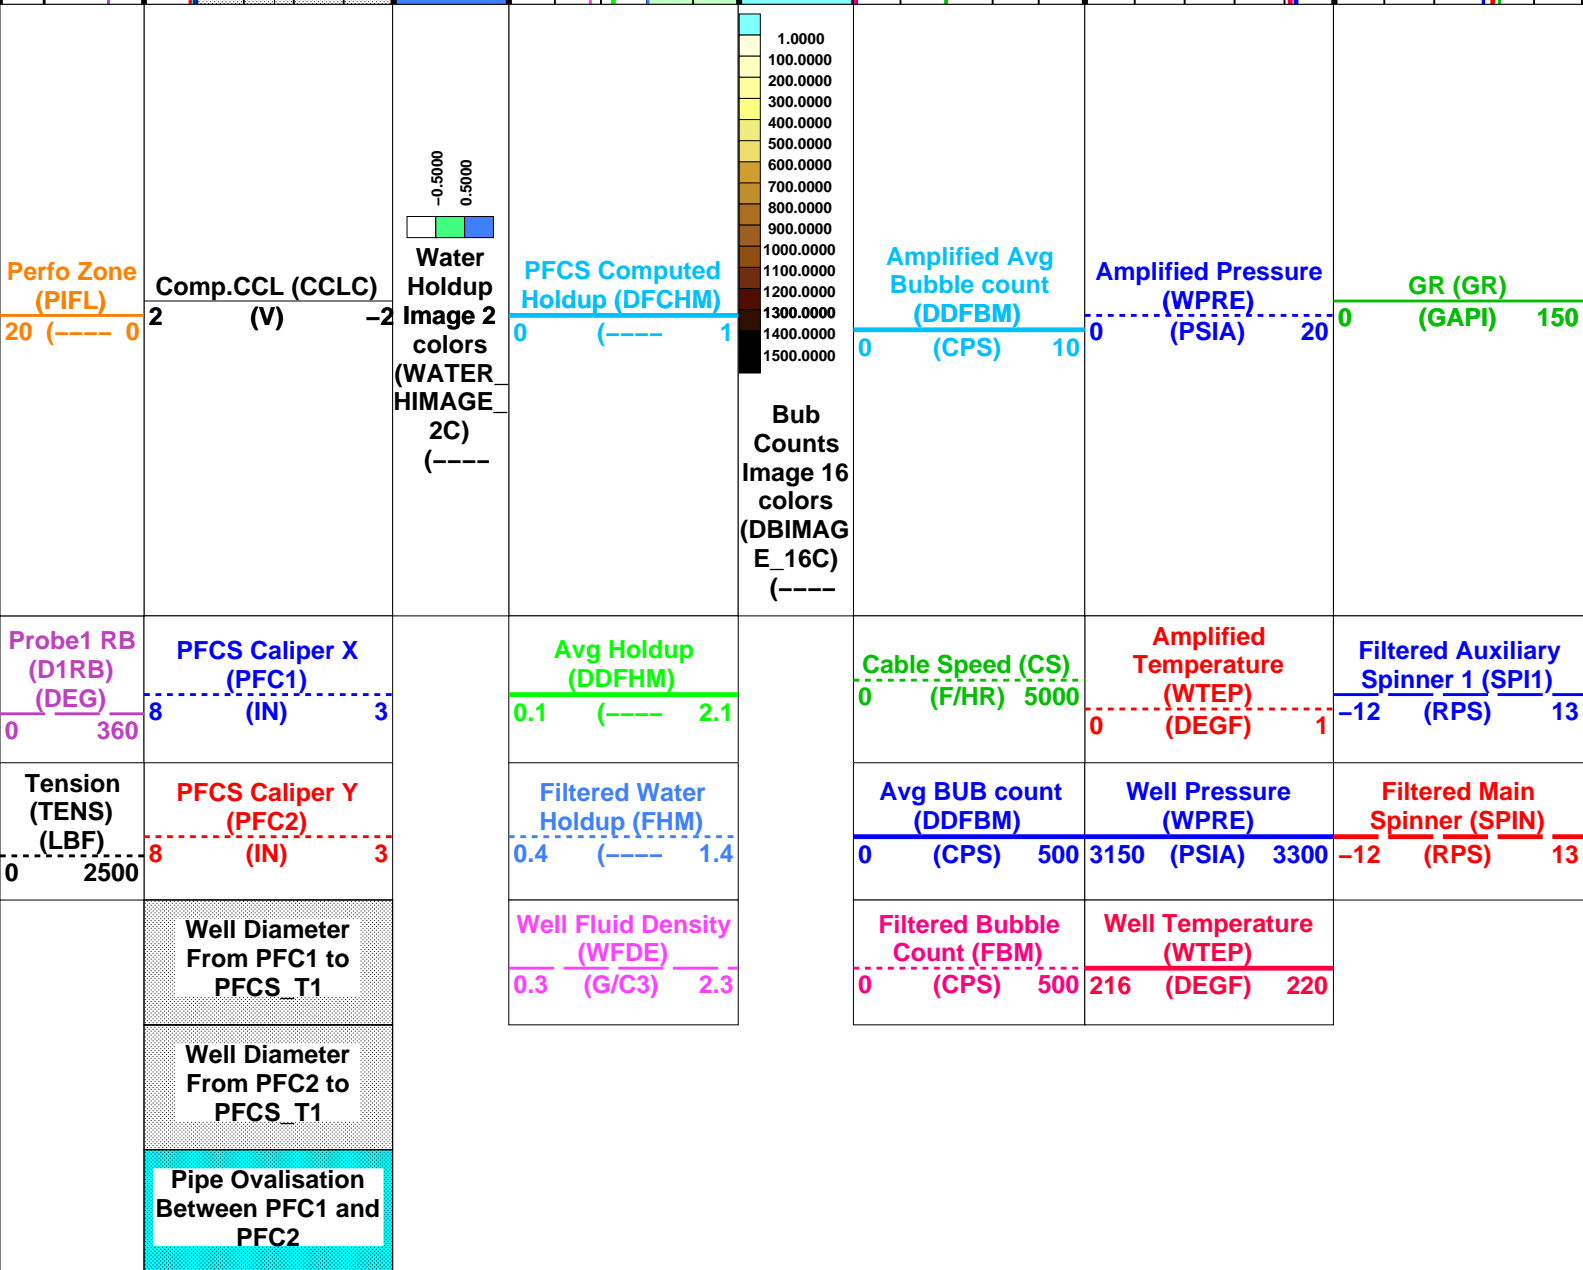 Perfo Zone
(PIFL)
20 (---- 0
Comp.CCL (CCLC)
2 (V) -2
-0.5000
0.5000
Water
Holdup
Image 2
colors
(WATER_
HIMAGE_
2C)
(----
PFCS Computed
Holdup (DFCHM)
0 (---- 1
1.0000
100.0000
200.0000
300.0000
400.0000
500.0000
600.0000
700.0000
800.0000
900.0000
1000.0000
1100.0000
1200.0000
1300.0000
1400.0000
1500.0000
Bub
Counts
Image 16
colors
(DBIMAG
E_16C)
(----
Amplified Avg
Bubble count
(DDFBM)
0 (CPS) 10
Amplified Pressure
(WPRE)
0 (PSIA) 20
GR (GR)
0 (GAPI) 150
Probe1 RB
(D1RB)
(DEG)
0 360
PFCS Caliper X
(PFC1)
8 (IN) 3
Avg Holdup
(DDFHM)
0.1 (---- 2.1
Cable Speed (CS)
0 (F/HR) 5000
Amplified
Temperature
(WTEP)
0 (DEGF) 1
Filtered Auxiliary
Spinner 1 (SPI1)
-12 (RPS) 13
Tension
(TENS)
(LBF)
0 2500
PFCS Caliper Y
(PFC2)
8 (IN) 3
Filtered Water
Holdup (FHM)
0.4 (---- 1.4
Avg BUB count
(DDFBM)
0 (CPS) 500
Well Pressure
(WPRE)
3150 (PSIA) 3300
Filtered Main
Spinner (SPIN)
-12 (RPS) 13
Well Diameter
From PFC1 to
PFCS_T1
Well Fluid Density
(WFDE)
0.3 (G/C3) 2.3
Filtered Bubble
Count (FBM)
0 (CPS) 500
Well Temperature
(WTEP)
216 (DEGF) 220
Well Diameter
From PFC2 to
PFCS_T1
Pipe Ovalisation
Between PFC1 and
PFC2